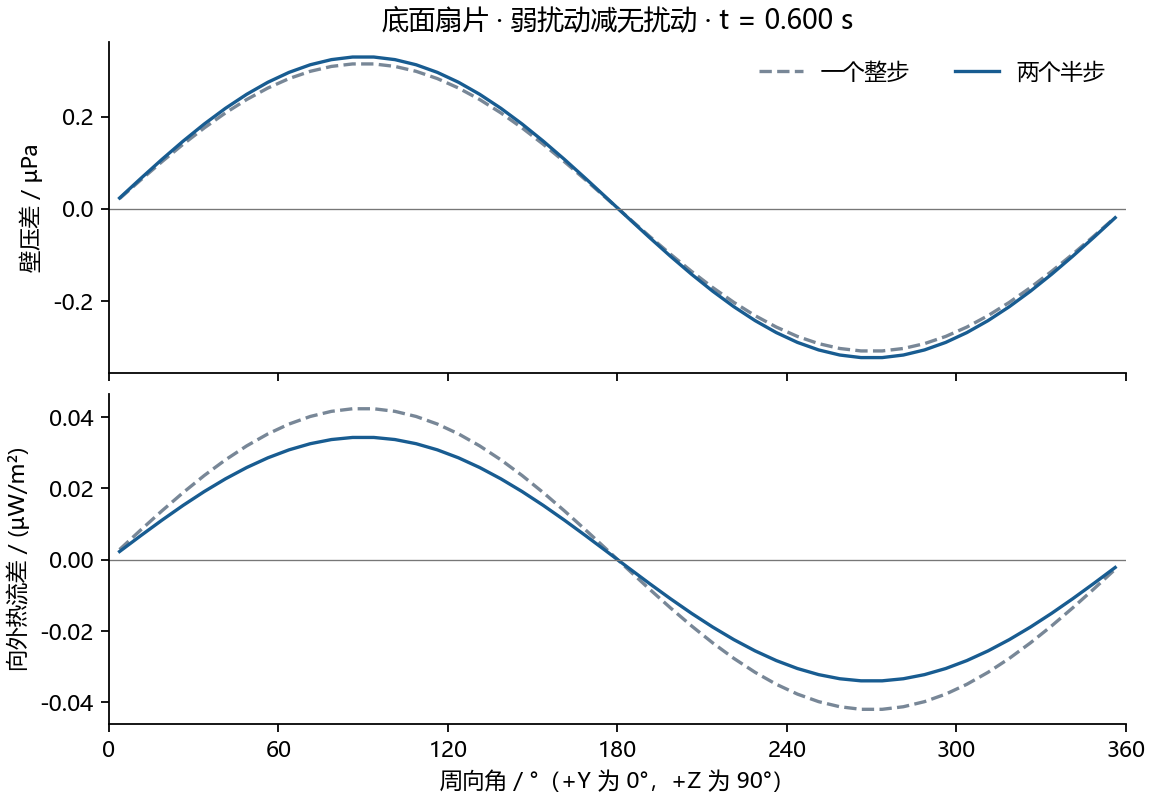 底面扇片 · 弱扰动减无扰动 · t = 0.600 s
一个整步
两个半步
壁压差 / μPa
0.2
0.0
-0.2
向外热流差 / (μW/m²)
0.04
0.02
0.00
-0.02
-0.04
0
60
120
180
240
300
360
周向角 / °（+Y 为 0°，+Z 为 90°）